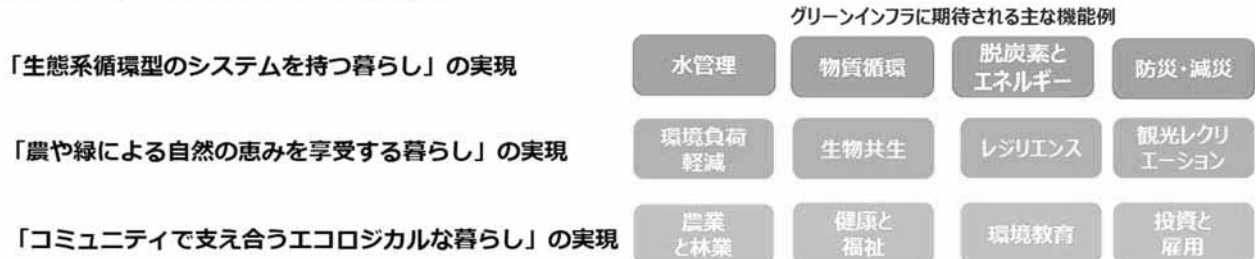 グリーンインフラに期待される主な機能例
「生態系循環型のシステムを持つ暮らし」の実現
水管理
物質循環
脱炭素と
エネルギー
防災・減災
「農や緑による自然の恵みを享受する暮らし」の実現
環境負荷
軽減
生物共生
レジリエンス
観光レクリ
エーション
「コミュニティで支え合うエコロジカルな暮らし」の実現
農業
と林業
健康と
福祉
環境教育
投資と
雇用